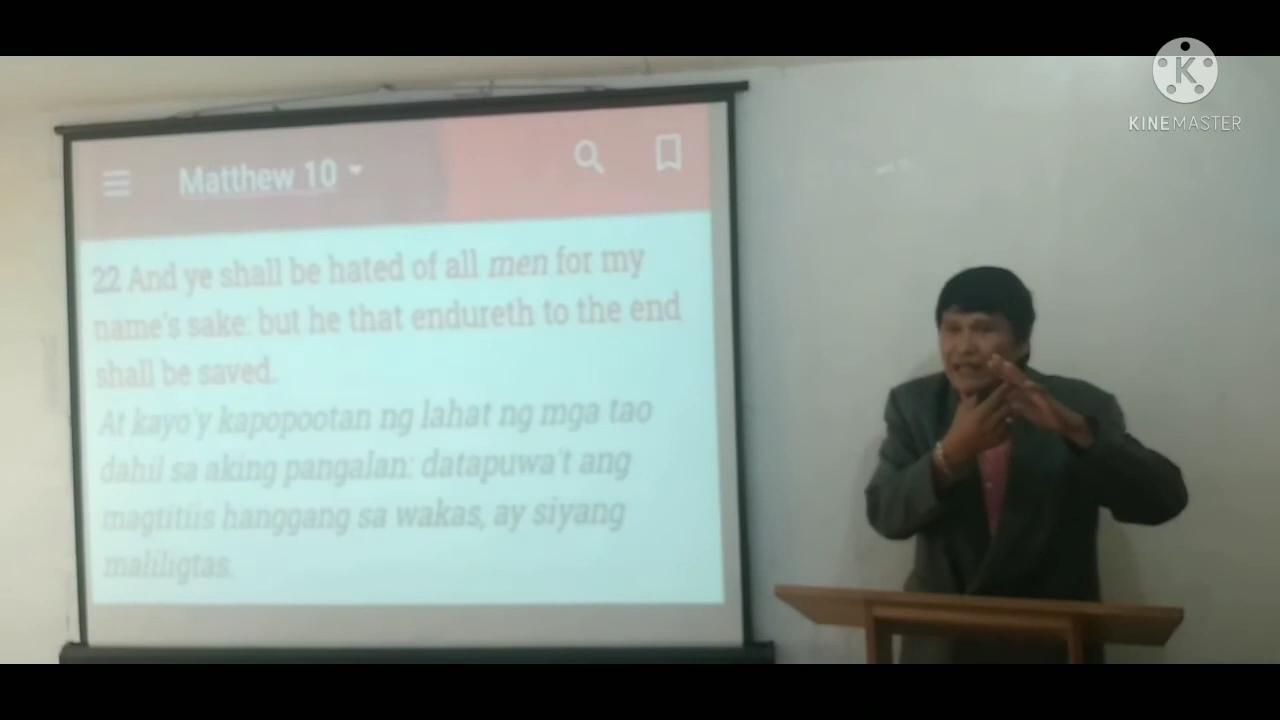 K
KINEMASTER
Matthew 10
22 And ye shall be hated of all men for my
name's sake: but he that endureth to the end
shall be saved.
At kayo'y kapopootan ng lahat ng mga tao
dahil sa aking pangalan: datapuwa't ang
magtitiis hanggang sa wakas, ay siyang
maliligtas.